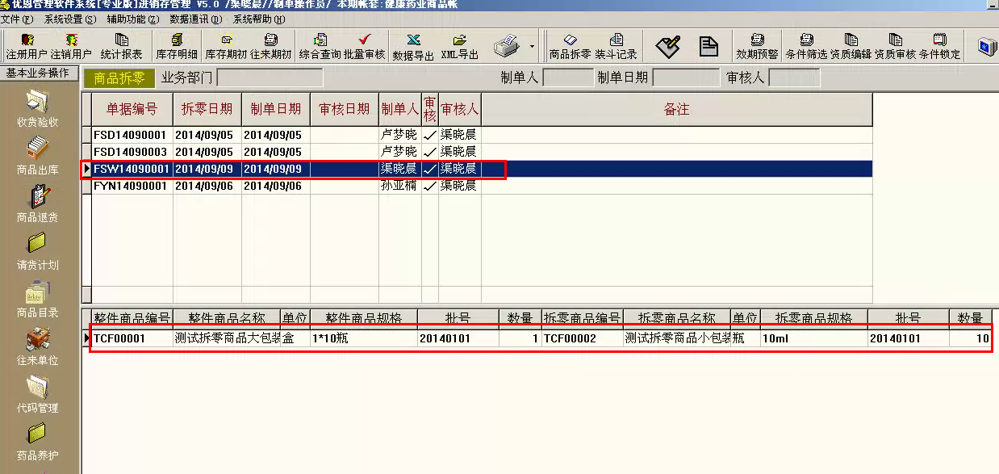 优恩管理软件系统[专业版]进销存管理 V5.0 /渠晓晨//制单操作员/ 本期帐套:健康药业商品帐
文件(F) 系统设置(S) 辅助功能(Z) 数据通讯(D) 系统帮助(H)
注册用户 注销用户 统计报表 库存明细 库存期初 往来期初 综合查询 批量审核 数据导出 XML导出 商品拆零 装斗记录 效期预警 条件筛选 资质编辑 资质审核 条件锁定
基本业务操作
商品拆零 业务部门 制单人 制单日期 审核人
收货验收
商品出库
商品退货
请货计划
商品目录
Arkiv
往来单位
代码管理
药品养护
单据编号 拆零日期 制单日期 审核日期 制单人 审核 审核人 备注
FSD14090001 2014/09/05 2014/09/05 卢梦晓 ✓ 渠晓晨
FSD14090003 2014/09/05 2014/09/05 卢梦晓 ✓ 渠晓晨
FSW14090001 2014/09/09 2014/09/09 渠晓晨 ✓ 渠晓晨
FYN14090001 2014/09/06 2014/09/06 孙亚楠 ✓ 渠晓晨
整件商品编号 整件商品名称 单位 整件商品规格 批号 数量 拆零商品编号 拆零商品名称 单位 拆零商品规格 批号 数量
TCF00001 测试拆零商品大包装 盒 1*10瓶 20140101 1 TCF00002 测试拆零商品小包装 瓶 10ml 20140101 10